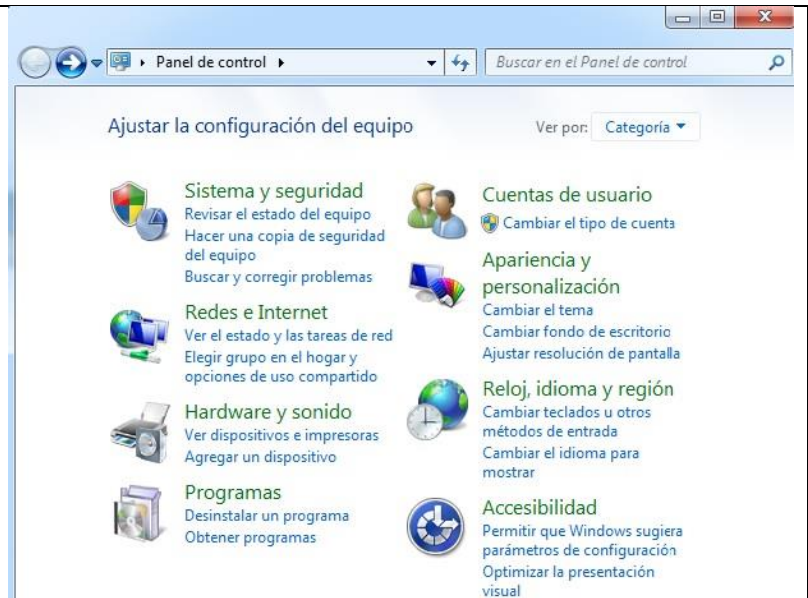 Panel de control
Buscar en el Panel de control
Ajustar la configuración del equipo
Ver por: Categoría
Sistema y seguridad
Revisar el estado del equipo
Hacer una copia de seguridad
del equipo
Buscar y corregir problemas
Redes e Internet
Ver el estado y las tareas de red
Elegir grupo en el hogar y
opciones de uso compartido
Hardware y sonido
Ver dispositivos e impresoras
Agregar un dispositivo
Programas
Desinstalar un programa
Obtener programas
Cuentas de usuario
Cambiar el tipo de cuenta
Apariencia y
personalización
Cambiar el tema
Cambiar fondo de escritorio
Ajustar resolución de pantalla
Reloj, idioma y región
Cambiar teclados u otros
métodos de entrada
Cambiar el idioma para
mostrar
Accesibilidad
Permitir que Windows sugiera
parámetros de configuración
Optimizar la presentación
visual